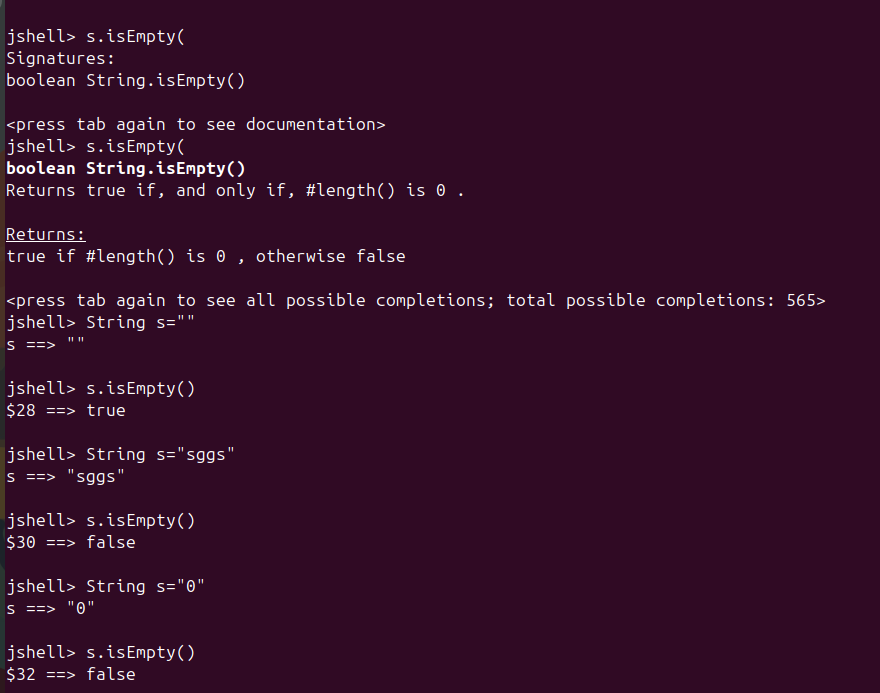 jshell> s.isEmpty(
Signatures:
boolean String.isEmpty()
<press tab again to see documentation>
jshell> s.isEmpty(
boolean String.isEmpty()
Returns true if, and only if, #length() is 0 .
Returns:
true if #length() is 0 , otherwise false
<press tab again to see all possible completions; total possible completions: 565>
jshell> String s=""
s ==> ""
jshell> s.isEmpty()
$28 ==> true
jshell> String s="sggs"
s ==> "sggs"
jshell> s.isEmpty()
$30 ==> false
jshell> String s="0"
s ==> "0"
jshell> s.isEmpty()
$32 ==> false